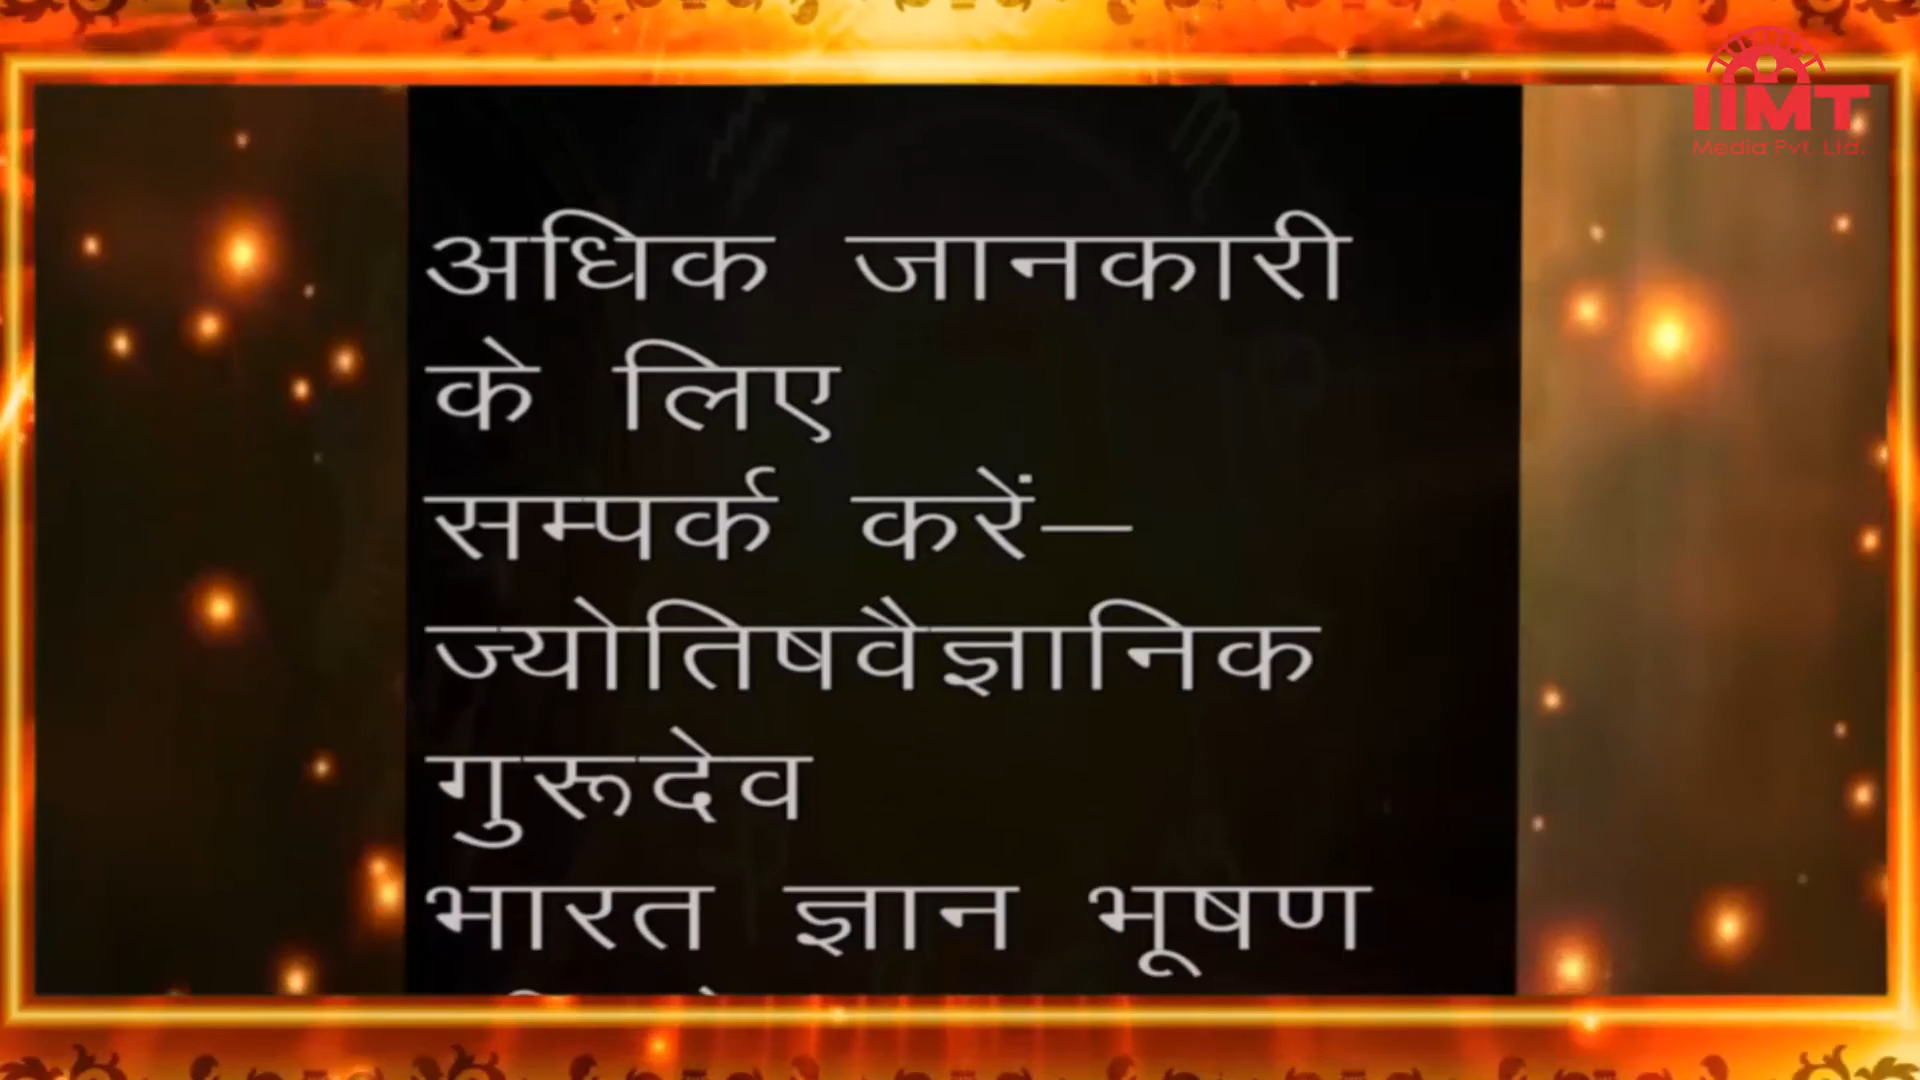 IIMT
Media Pvt. Ltd.
अधिक जानकारी
के लिए
सम्पर्क करें–
ज्योतिषवैज्ञानिक
गुरूदेव
भारत ज्ञान भूषण